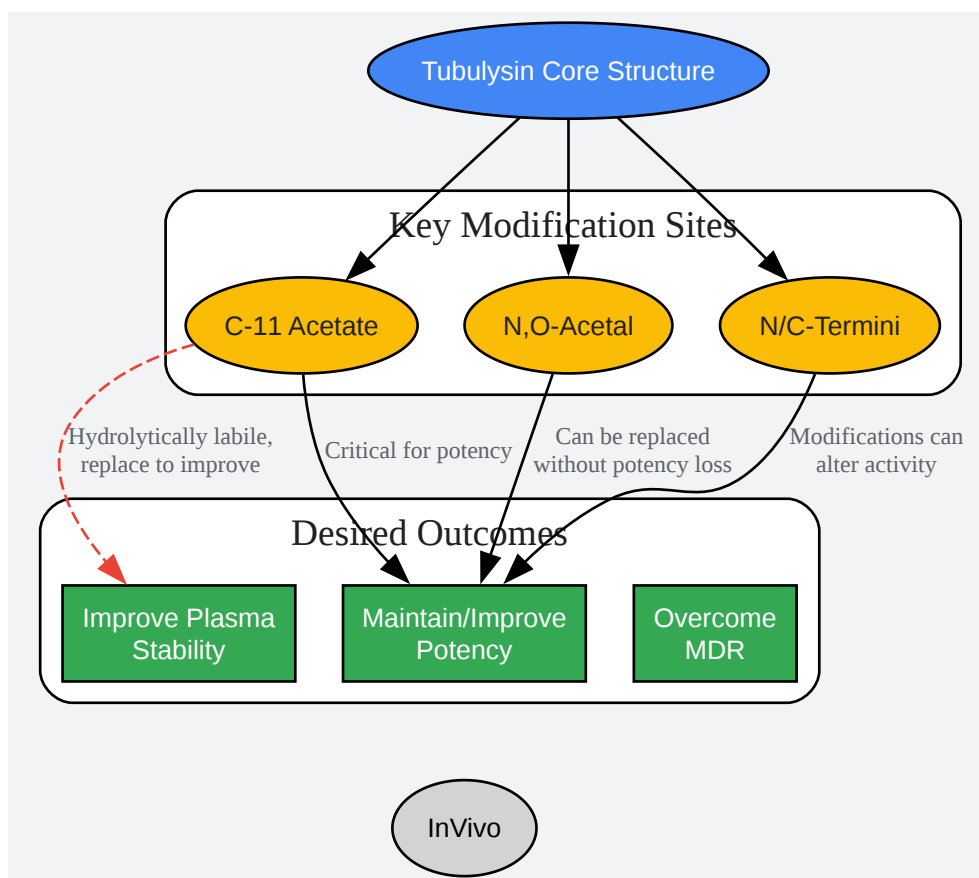 Tubulysin Core Structure
Key Modification Sites
C-11 Acetate
N,O-Acetal
N/C-Termini
Hydrolytically labile,
replace to improve
Critical for potency
Can be replaced
without potency loss
Modifications can
alter activity
Desired Outcomes
Improve Plasma
Stability
Maintain/Improve
Potency
Overcome
MDR
InVivo